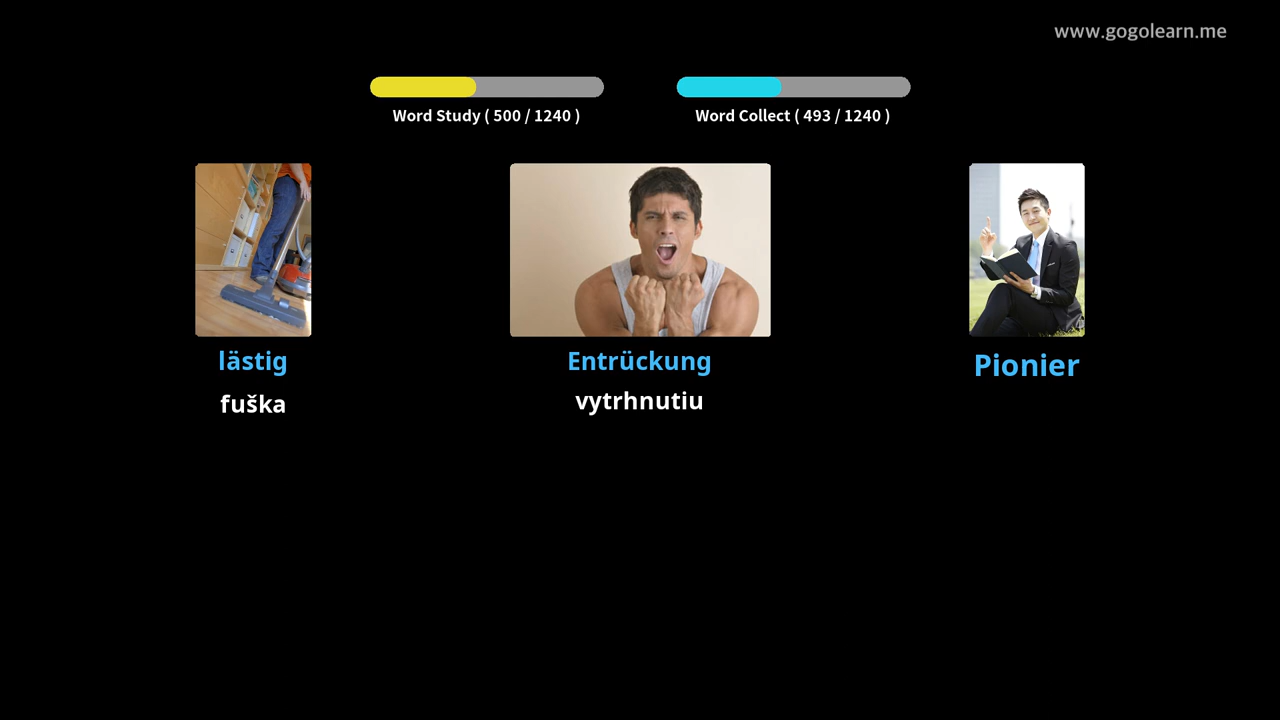 www.gogolearn.me
Word Study ( 500 / 1240 )
Word Collect ( 493 / 1240 )
lästig
fuška
Entrückung
vytrhnutiu
Pionier